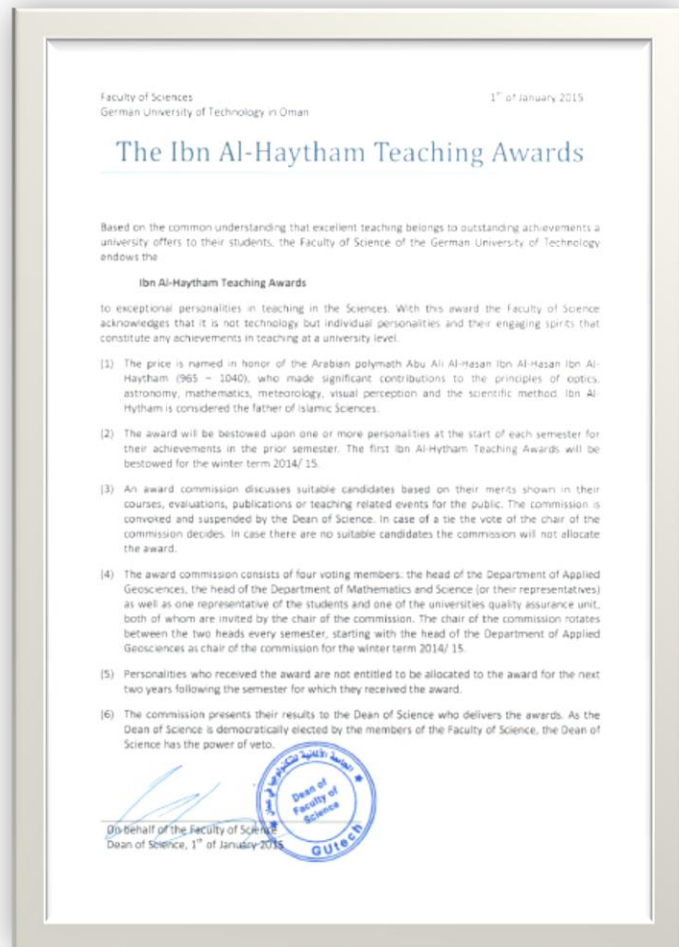 Faculty of Sciences
1st of January 2015
German University of Technology in Oman
The Ibn Al-Haytham Teaching Awards
Based on the common understanding that excellent teaching belongs to outstanding achievements a
university offers to their students, the Faculty of Science of the German University of Technology
endows the
Ibn Al-Haytham Teaching Awards
to exceptional personalities in teaching in the Sciences. With this award the Faculty of Science
acknowledges that it is not technology but individual personalities and their engaging spirits that
constitute any achievements in teaching at a university level.
(1) The price is named in honor of the Arabian polymath Abu Ali Al-Hasan Ibn Al-Hasan Ibn Al-
Haytham (965 – 1040), who made significant contributions to the principles of optics,
astronomy, mathematics, meteorology, visual perception and the scientific method. Ibn Al-
Hytham is considered the father of Islamic Sciences.
(2) The award will be bestowed upon one or more personalities at the start of each semester for
their achievements in the prior semester. The first Ibn Al-Hytham Teaching Awards will be
bestowed for the winter term 2014/ 15.
(3) An award commission discusses suitable candidates based on their merits shown in their
courses, evaluations, publications or teaching related events for the public. The commission is
convoked and suspended by the Dean of Science. In case of a tie the vote of the chair of the
commission decides. In case there are no suitable candidates the commission will not allocate
the award.
(4) The award commission consists of four voting members: the head of the Department of Applied
Geosciences, the head of the Department of Mathematics and Science (or their representatives)
as well as one representative of the students and one of the universities quality assurance unit,
both of whom are invited by the chair of the commission. The chair of the commission rotates
between the two heads every semester, starting with the head of the Department of Applied
Geosciences as chair of the commission for the winter term 2014/ 15.
(5) Personalities who received the award are not entitled to be allocated to the award for the next
two years following the semester for which they received the award.
(6) The commission presents their results to the Dean of Science who delivers the awards. As the
Dean of Science is democratically elected by the members of the Faculty of Science, the Dean of
Science has the power of veto.
الجامعة الألمانية للتكنولوجيا في عمان
Dean of
Faculty of
Science
GUtech
On behalf of the Faculty of Science
Dean of Science, 1st of January 2015